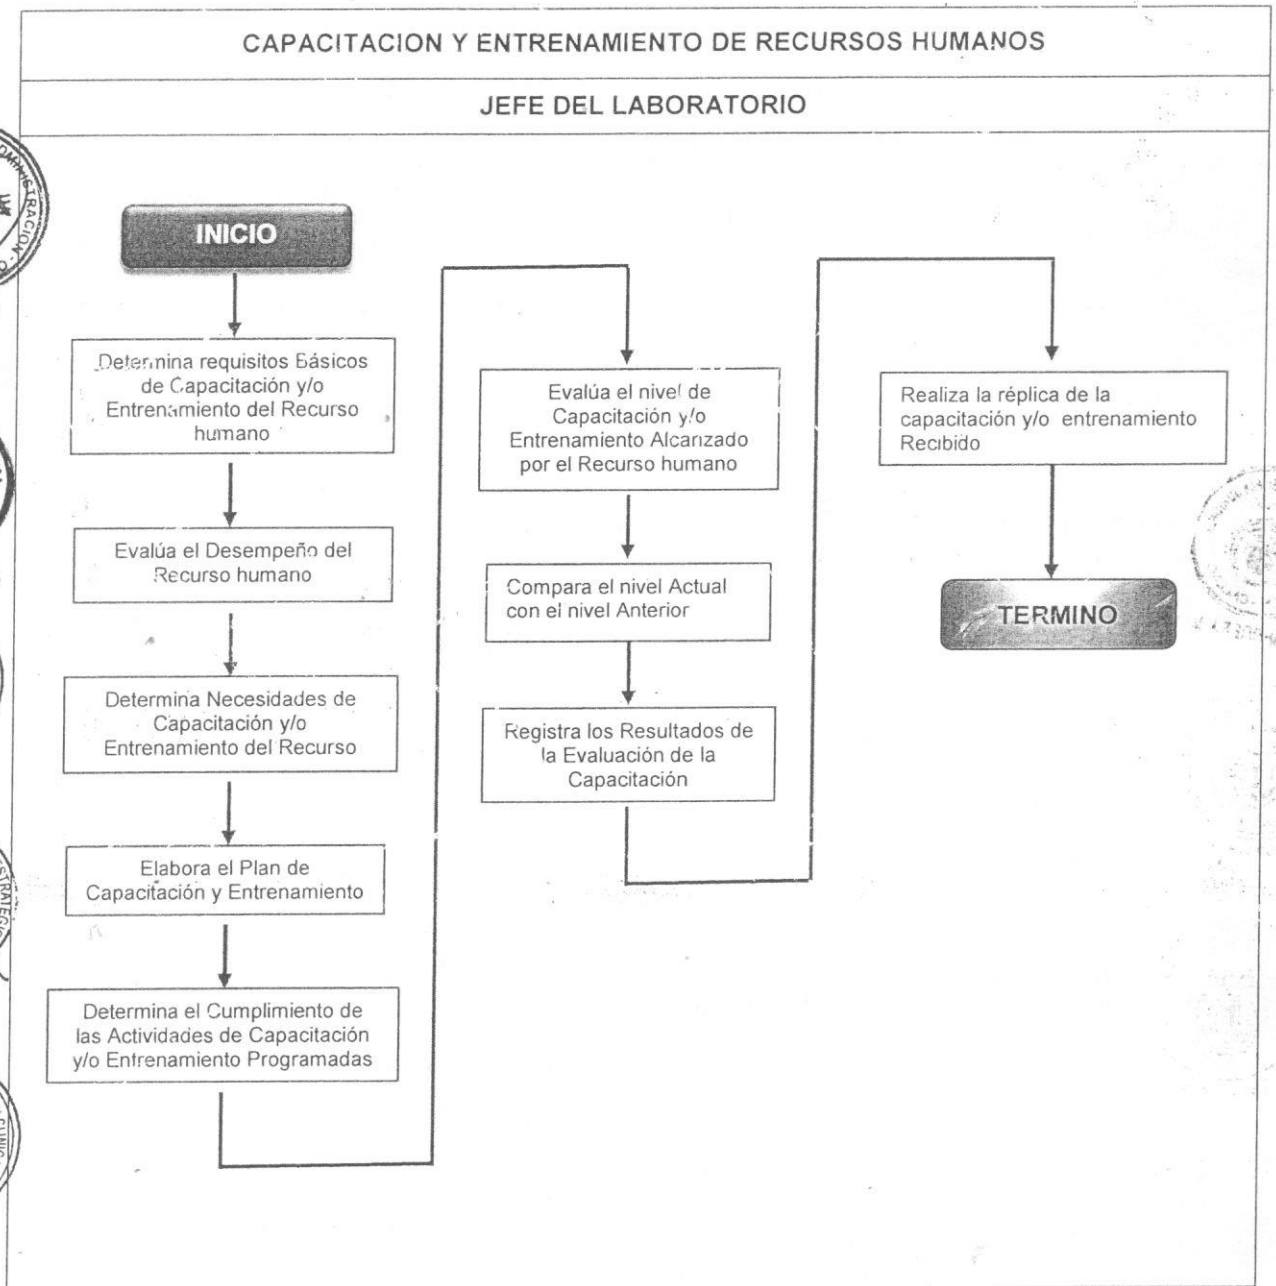 CAPACITACION Y ENTRENAMIENTO DE RECURSOS HUMANOS
JEFE DEL LABORATORIO
INICIO
Determina requisitos Básicos
de Capacitación y/o
Entrenamiento del Recurso
humano
Evalúa el Desempeño del
Recurso humano
Determina Necesidades de
Capacitación y/o
Entrenamiento del Recurso
Elabora el Plan de
Capacitación y Entrenamiento
Determina el Cumplimiento de
las Actividades de Capacitación
y/o Entrenamiento Programadas
Evalúa el nivel de
Capacitación y/o
Entrenamiento Alcanzado
por el Recurso humano
Compara el nivel Actual
con el nivel Anterior
Registra los Resultados de
la Evaluación de la
Capacitación
Realiza la réplica de la
capacitación y/o entrenamiento
Recibido
TERMINO